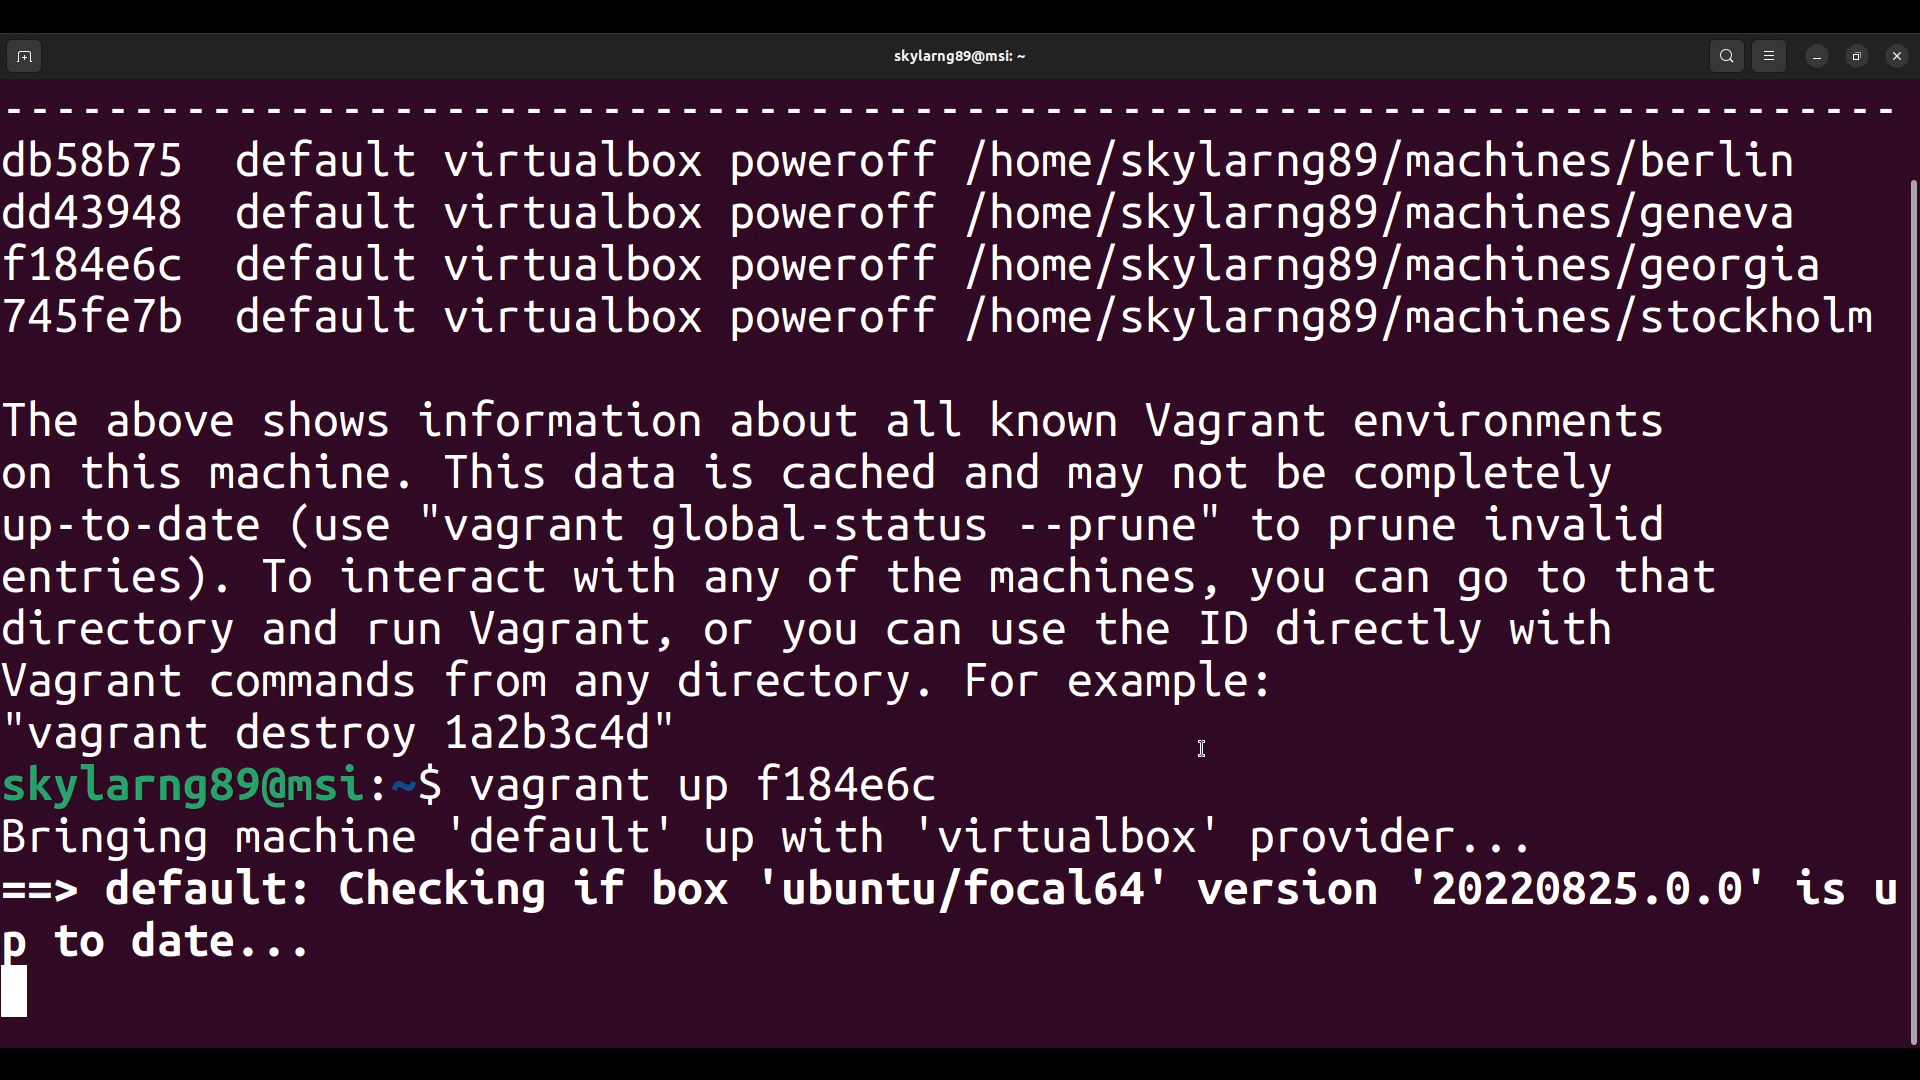 skylarng89@msi: ~
--------------------------------------------------------------------------
db58b75  default virtualbox poweroff /home/skylarng89/machines/berlin
dd43948  default virtualbox poweroff /home/skylarng89/machines/geneva
f184e6c  default virtualbox poweroff /home/skylarng89/machines/georgia
745fe7b  default virtualbox poweroff /home/skylarng89/machines/stockholm
The above shows information about all known Vagrant environments
on this machine. This data is cached and may not be completely
up-to-date (use "vagrant global-status --prune" to prune invalid
entries). To interact with any of the machines, you can go to that
directory and run Vagrant, or you can use the ID directly with
Vagrant commands from any directory. For example:
"vagrant destroy 1a2b3c4d"
skylarng89@msi:~$ vagrant up f184e6c
Bringing machine 'default' up with 'virtualbox' provider...
==> default: Checking if box 'ubuntu/focal64' version '20220825.0.0' is u
p to date...